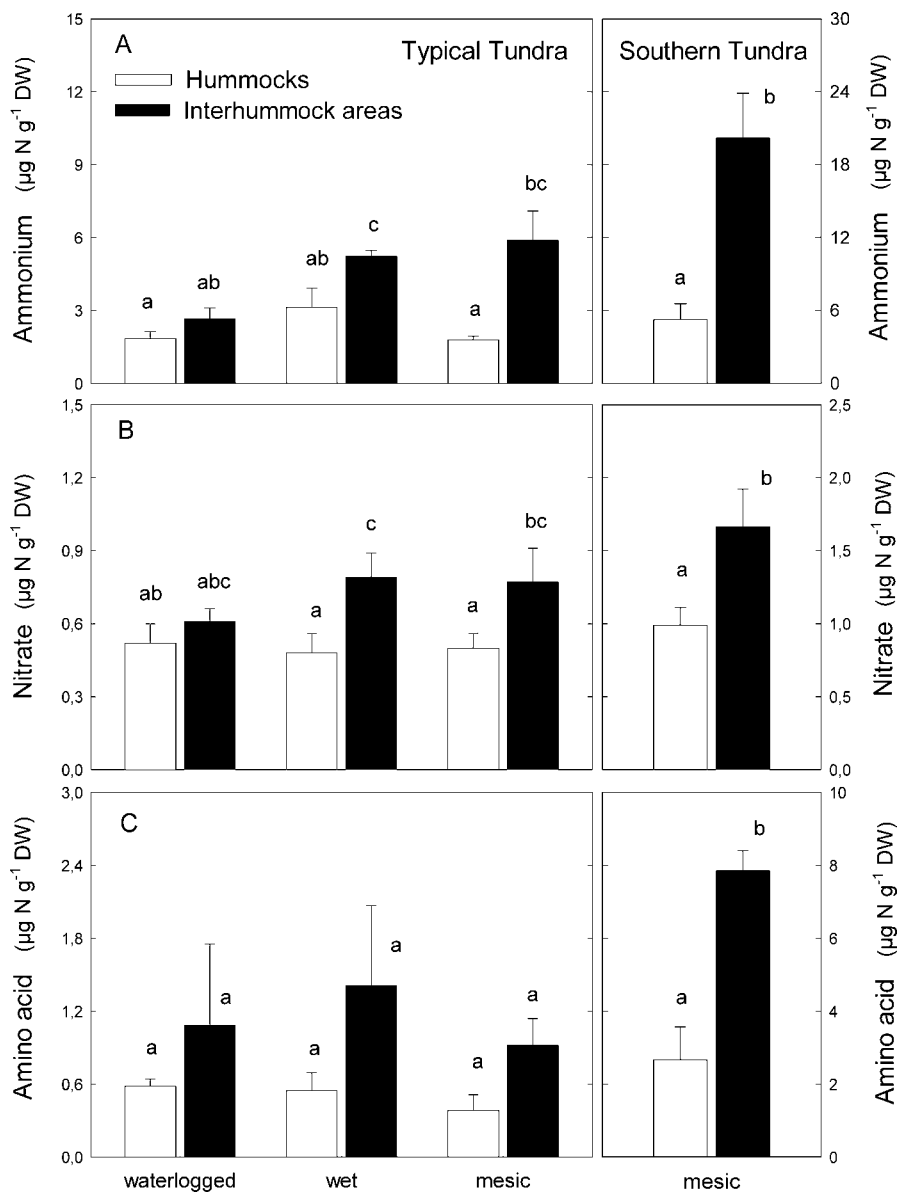 A
Typical Tundra
Southern Tundra
Hummocks
Interhummock areas
Ammonium (µg N g⁻¹ DW)
15
12
9
6
3
0
a
ab
ab
c
a
bc
a
b
30
24
18
12
6
0
Ammonium (µg N g⁻¹ DW)
B
Nitrate (µg N g⁻¹ DW)
1,5
1,2
0,9
0,6
0,3
0,0
ab
abc
a
c
a
bc
a
b
2,5
2,0
1,5
1,0
0,5
0,0
Nitrate (µg N g⁻¹ DW)
C
Amino acid (µg N g⁻¹ DW)
3,0
2,4
1,8
1,2
0,6
0,0
a
a
a
a
a
a
a
b
10
8
6
4
2
0
Amino acid (µg N g⁻¹ DW)
waterlogged
wet
mesic
mesic